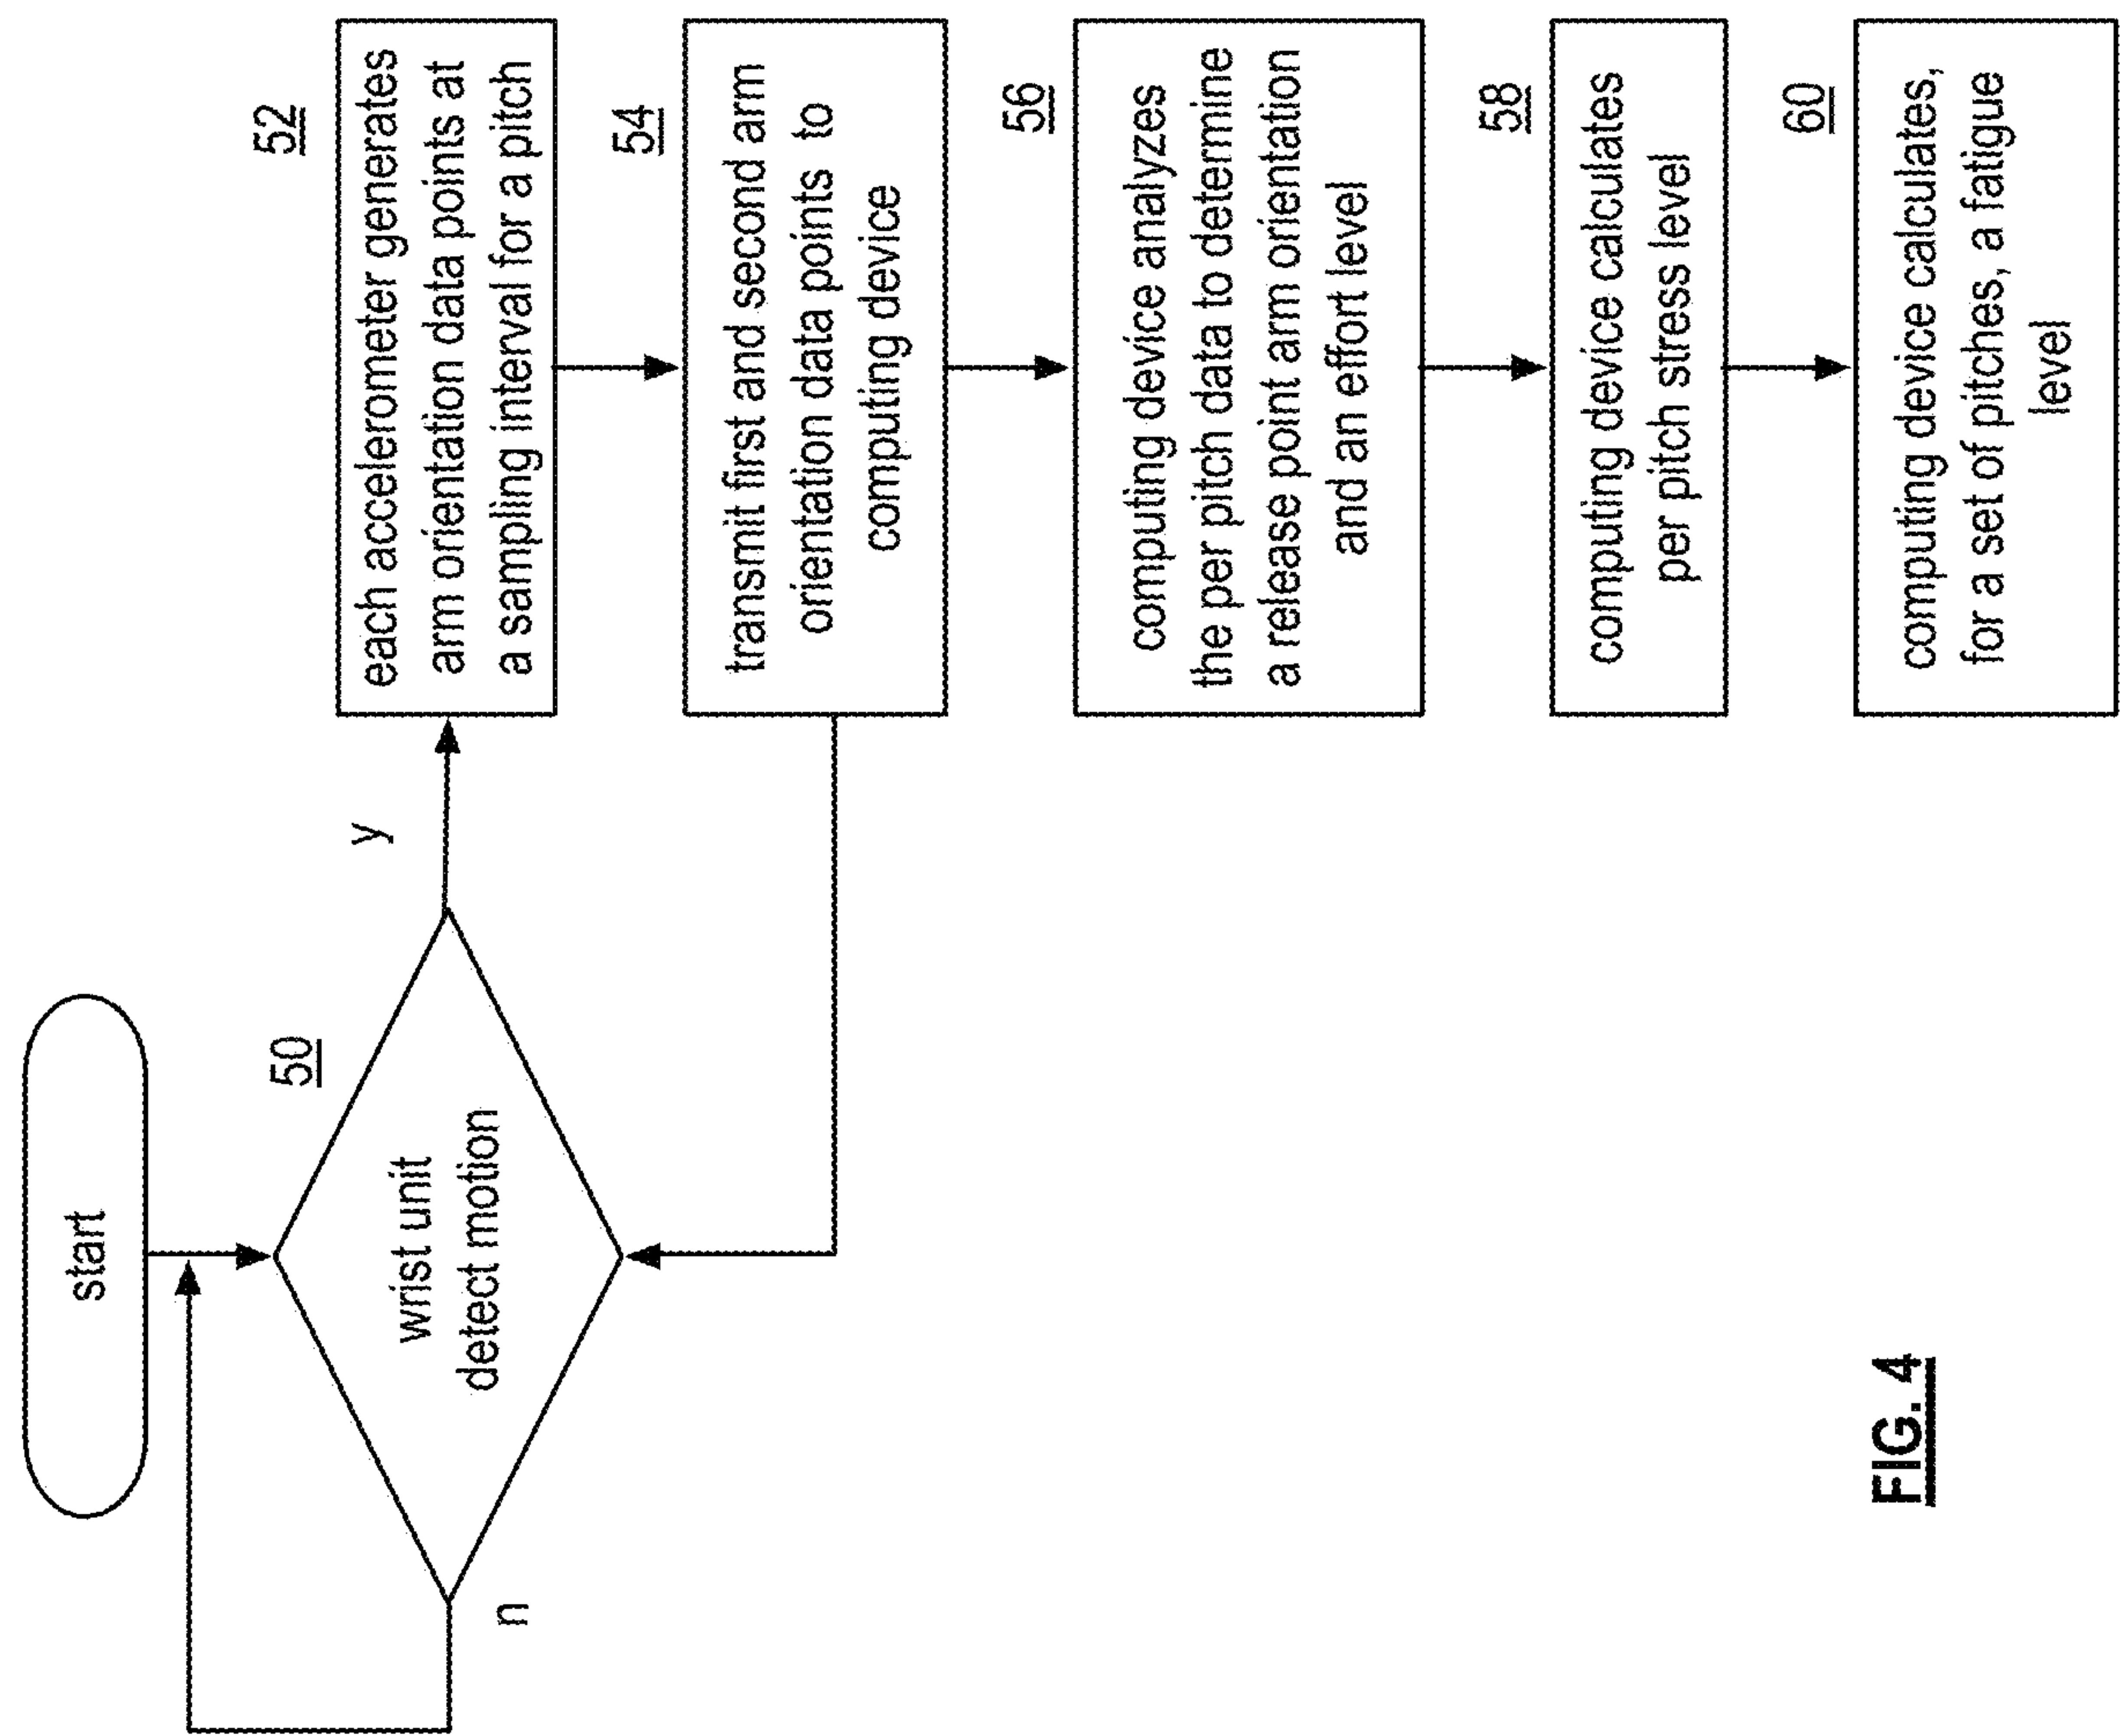 start
50
wrist unit
detect motion
n
y
52
each accelerometer generates
arm orientation data points at
a sampling interval for a pitch
54
transmit first and second arm
orientation data points to
computing device
56
computing device analyzes
the per pitch data to determine
a release point arm orientation
and an effort level
58
computing device calculates
per pitch stress level
60
computing device calculates,
for a set of pitches, a fatigue
level
FIG. 4